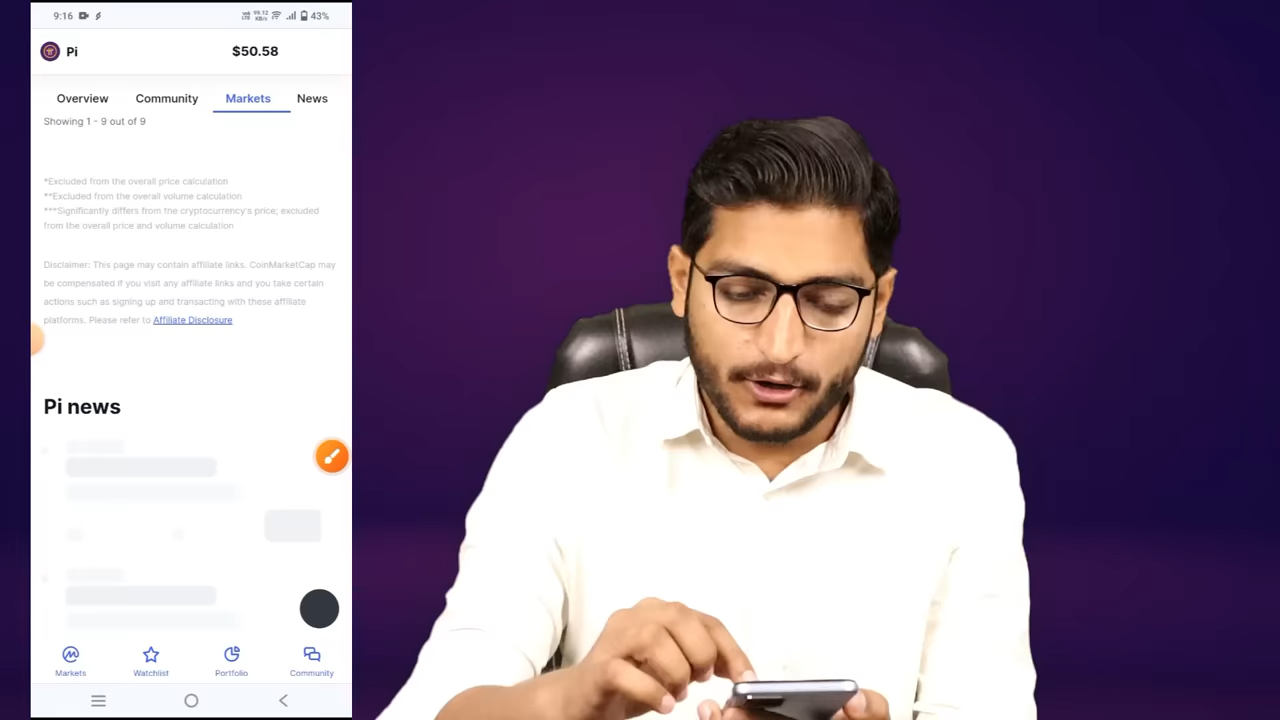 9:16
43%
Pi
$50.58
Overview Community Markets News
Showing 1 - 9 out of 9
*Excluded from the overall price calculation
**Excluded from the overall volume calculation
***Significantly differs from the cryptocurrency's price; excluded
from the overall price and volume calculation
Disclaimer: This page may contain affiliate links. CoinMarketCap may
be compensated if you visit any affiliate links and you take certain
actions such as signing up and transacting with these affiliate
platforms. Please refer to Affiliate Disclosure
Pi news
Markets Watchlist Portfolio Community